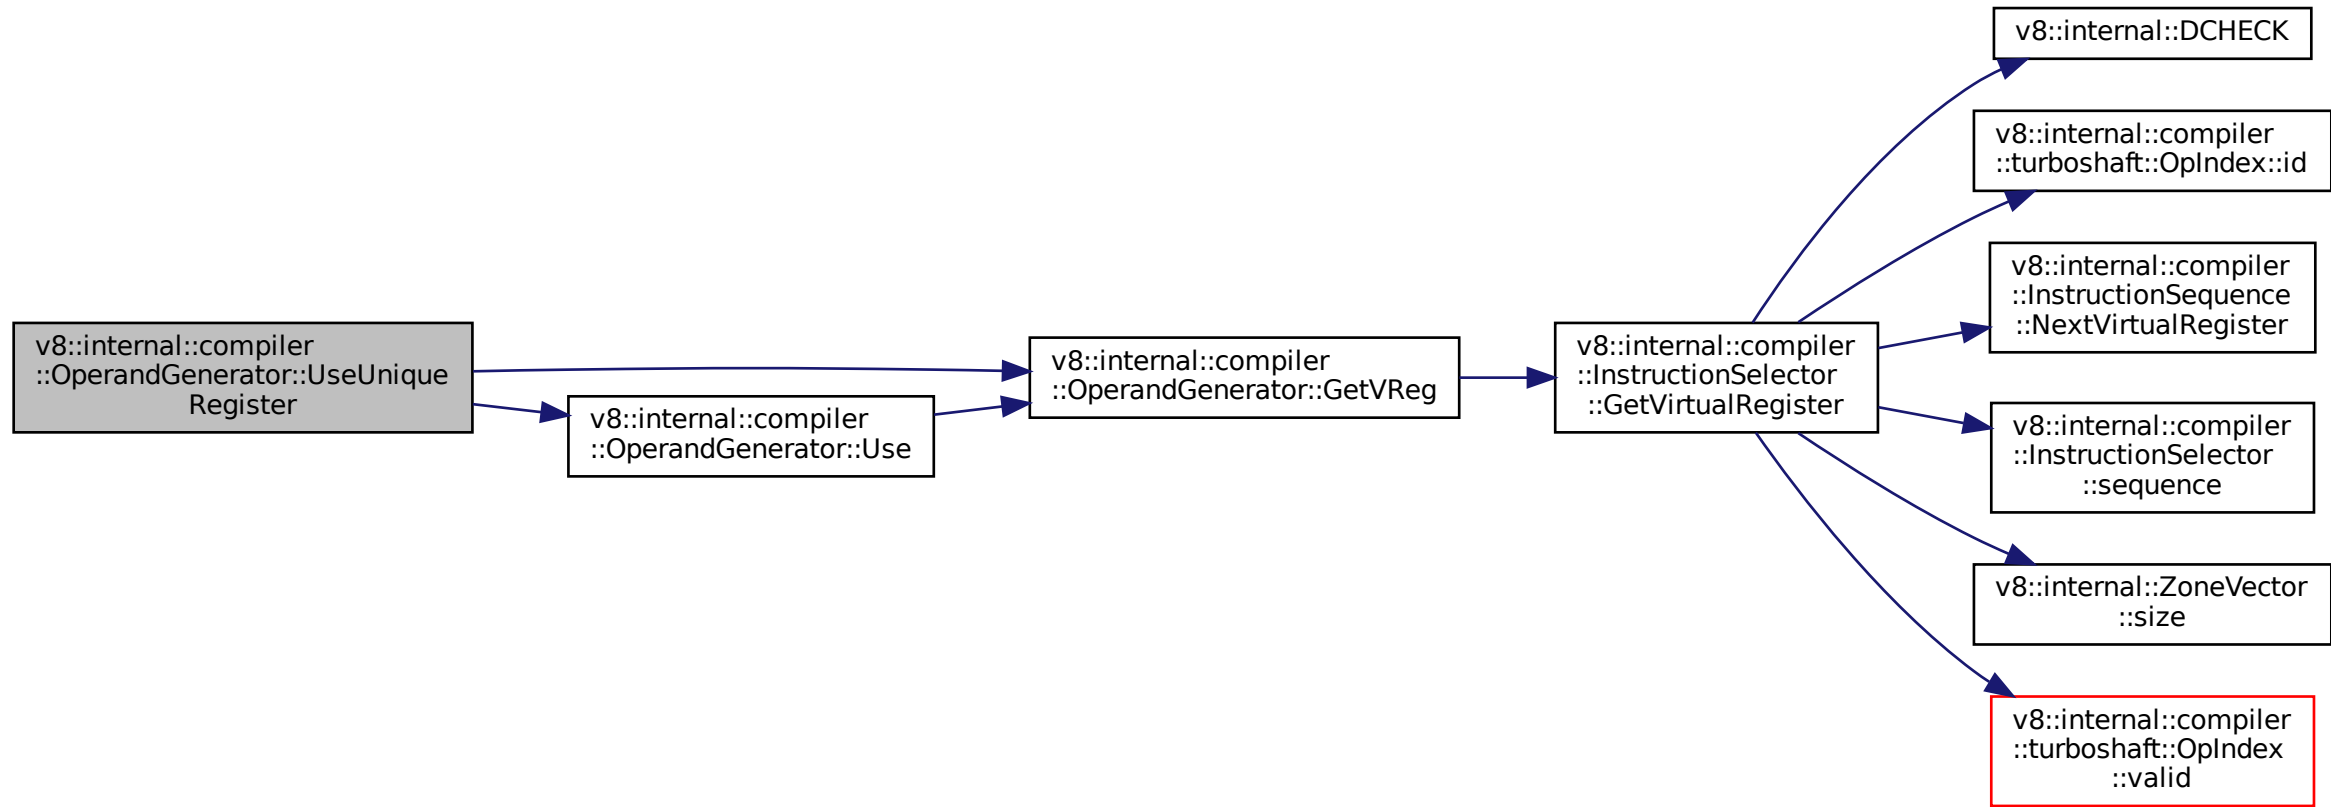 v8::internal::compiler
::OperandGenerator::UseUnique
Register
v8::internal::compiler
::OperandGenerator::Use
v8::internal::compiler
::OperandGenerator::GetVReg
v8::internal::compiler
::InstructionSelector
::GetVirtualRegister
v8::internal::DCHECK
v8::internal::compiler
::turboshaft::OpIndex::id
v8::internal::compiler
::InstructionSequence
::NextVirtualRegister
v8::internal::compiler
::InstructionSelector
::sequence
v8::internal::ZoneVector
::size
v8::internal::compiler
::turboshaft::OpIndex
::valid